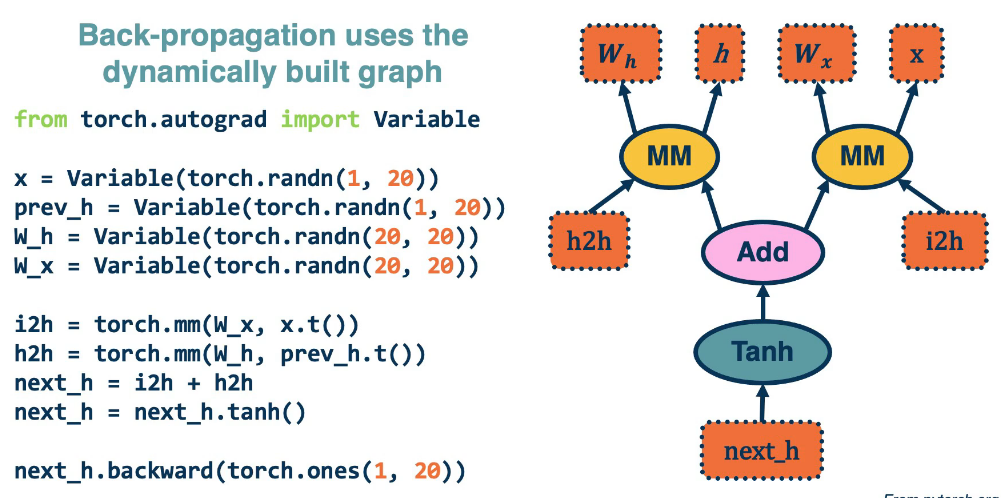 Back-propagation uses the
dynamically built graph
from torch.autograd import Variable
x = Variable(torch.randn(1, 20))
prev_h = Variable(torch.randn(1, 20))
W_h = Variable(torch.randn(20, 20))
W_x = Variable(torch.randn(20, 20))
i2h = torch.mm(W_x, x.t())
h2h = torch.mm(W_h, prev_h.t())
next_h = i2h + h2h
next_h = next_h.tanh()
next_h.backward(torch.ones(1, 20))
W_h h W_x x
MM MM
h2h Add i2h
Tanh
next_h